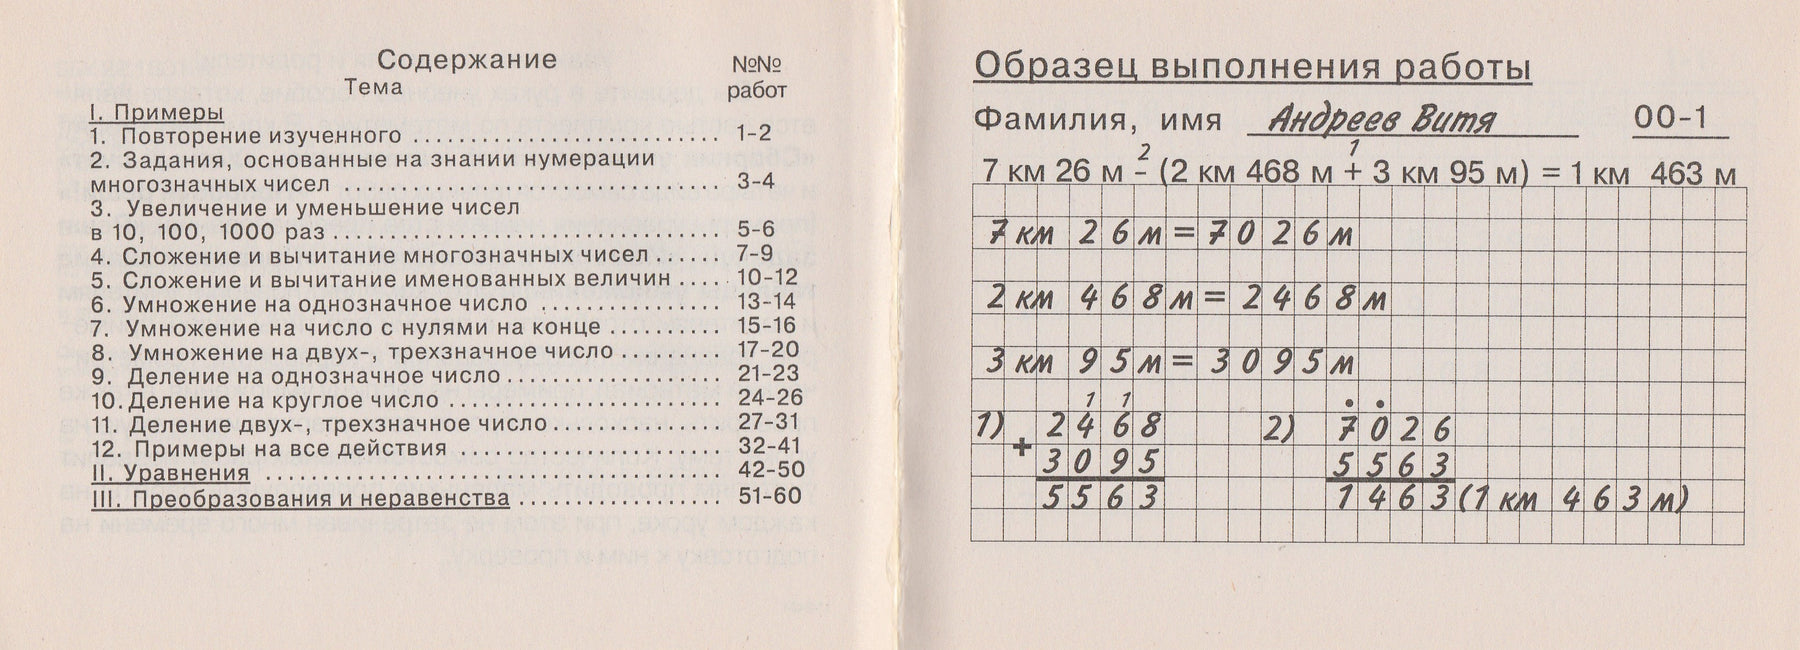 Содержание
Тема №№ работ
I. Примеры
1. Повторение изученного ........ 1-2
2. Задания, основанные на знании нумерации
многозначных чисел ........ 3-4
3. Увеличение и уменьшение чисел
в 10, 100, 1000 раз ........ 5-6
4. Сложение и вычитание многозначных чисел ...... 7-9
5. Сложение и вычитание именованных величин .... 10-12
6. Умножение на однозначное число ........ 13-14
7. Умножение на число с нулями на конце ........ 15-16
8. Умножение на двух-, трехзначное число ........ 17-20
9. Деление на однозначное число ........ 21-23
10. Деление на круглое число ........ 24-26
11. Деление двух-, трехзначное число ........ 27-31
12. Примеры на все действия ........ 32-41
II. Уравнения ........ 42-50
III. Преобразования и неравенства ........ 51-60
Образец выполнения работы
Фамилия, имя Андреев Витя 00-1
2 1
7 км 26 м - (2 км 468 м + 3 км 95 м) = 1 км 463 м
7 км 26 м = 7026 м
2 км 468 м = 2468 м
3 км 95 м = 3095 м
1 1
1) + 2468
3095
5563
2) 7026
5563
1463 (1 км 463 м)